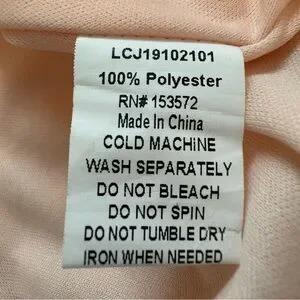 LCJ19102101
100% Polyester
RN# 153572
Made In China
COLD MACHiNE
WASH SEPARATELY
DO NOT BLEACH
DO NOT SPIN
DO NOT TUMBLE DRY
IRON WHEN NEEDED